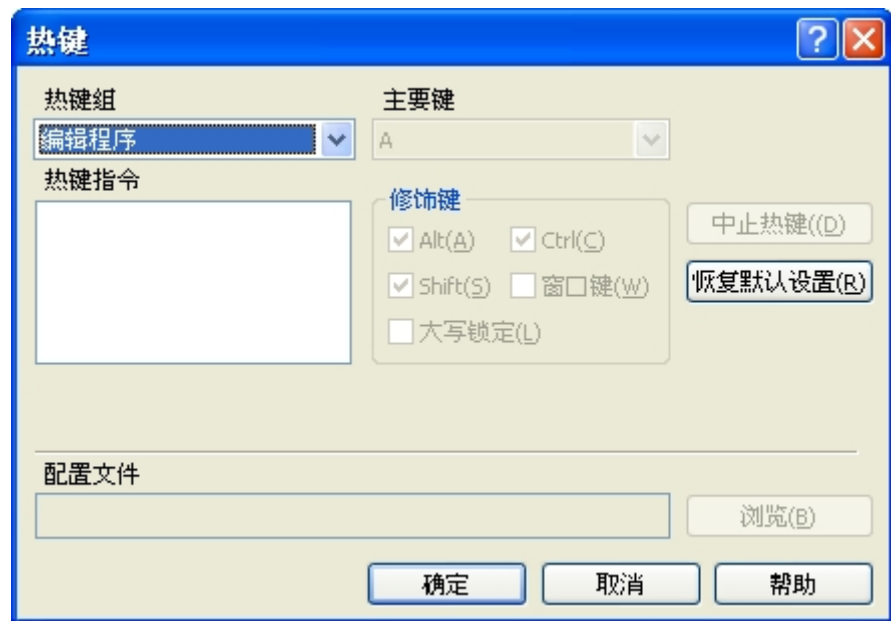 热键
热键组
主要键
编辑程序
A
热键指令
修饰键
Alt(A)
Ctrl(C)
Shift(S)
窗口键(W)
大写锁定(L)
中止热键((D)
恢复默认设置(R)
配置文件
浏览(B)
确定
取消
帮助